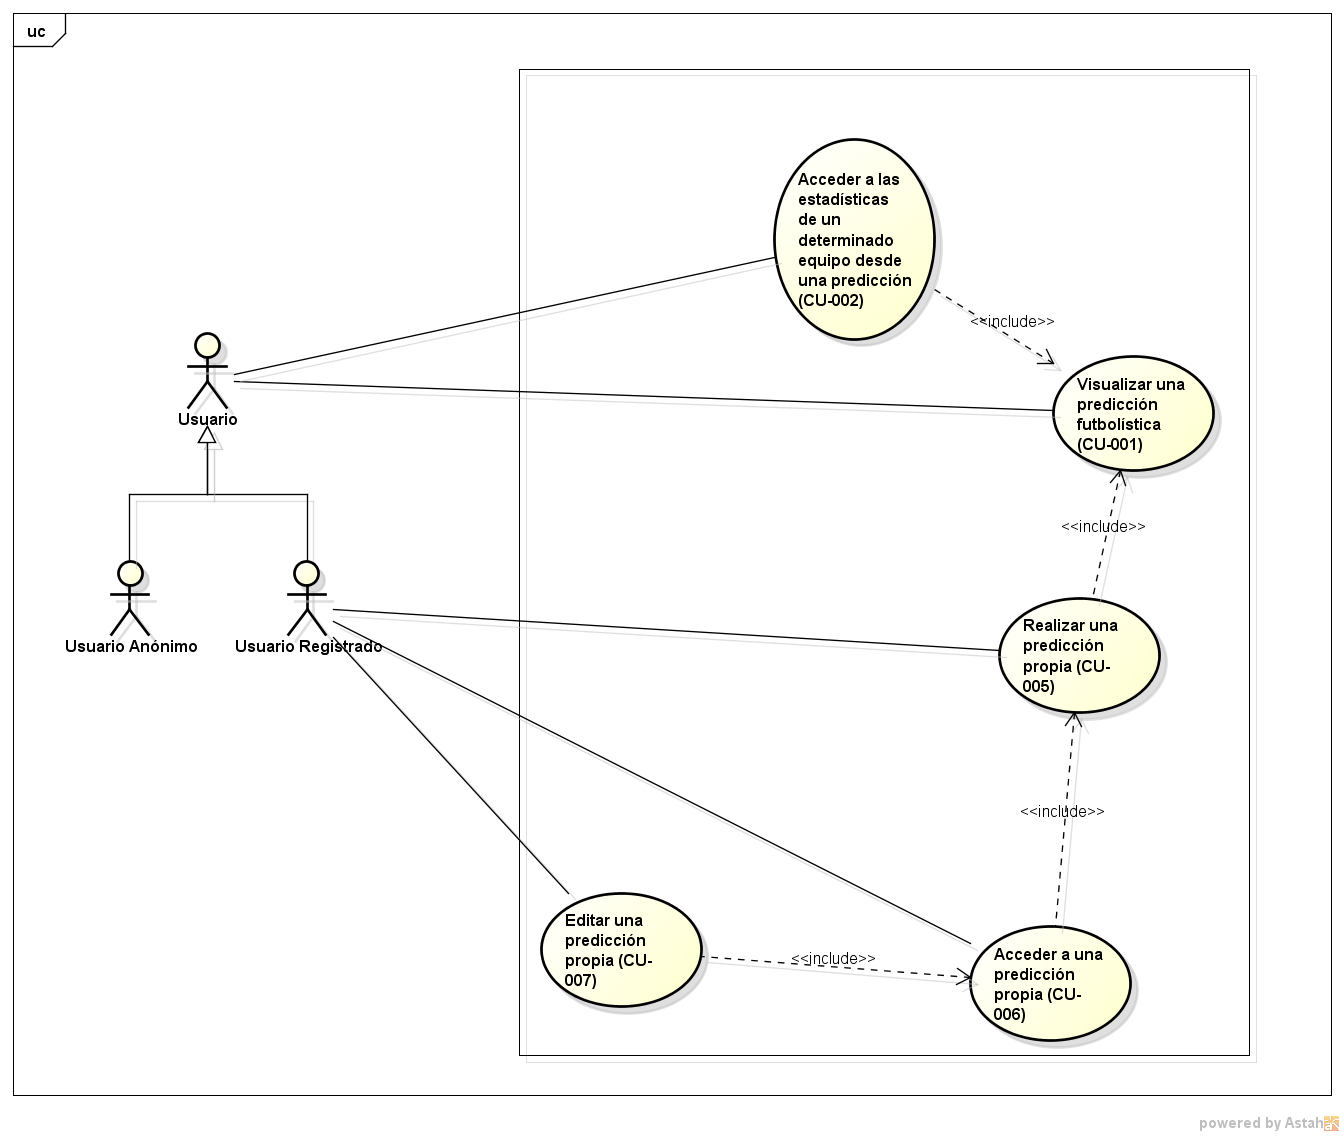 uc
Acceder a las
estadísticas
de un
determinado
equipo desde
una predicción
(CU-002)
<<include>>
Visualizar una
predicción
futbolística
(CU-001)
Usuario
<<include>>
Usuario Anónimo
Usuario Registrado
Realizar una
predicción
propia (CU-
005)
<<include>>
Editar una
predicción
propia (CU-
007)
<<include>>
Acceder a una
predicción
propia (CU-
006)
powered by Astah